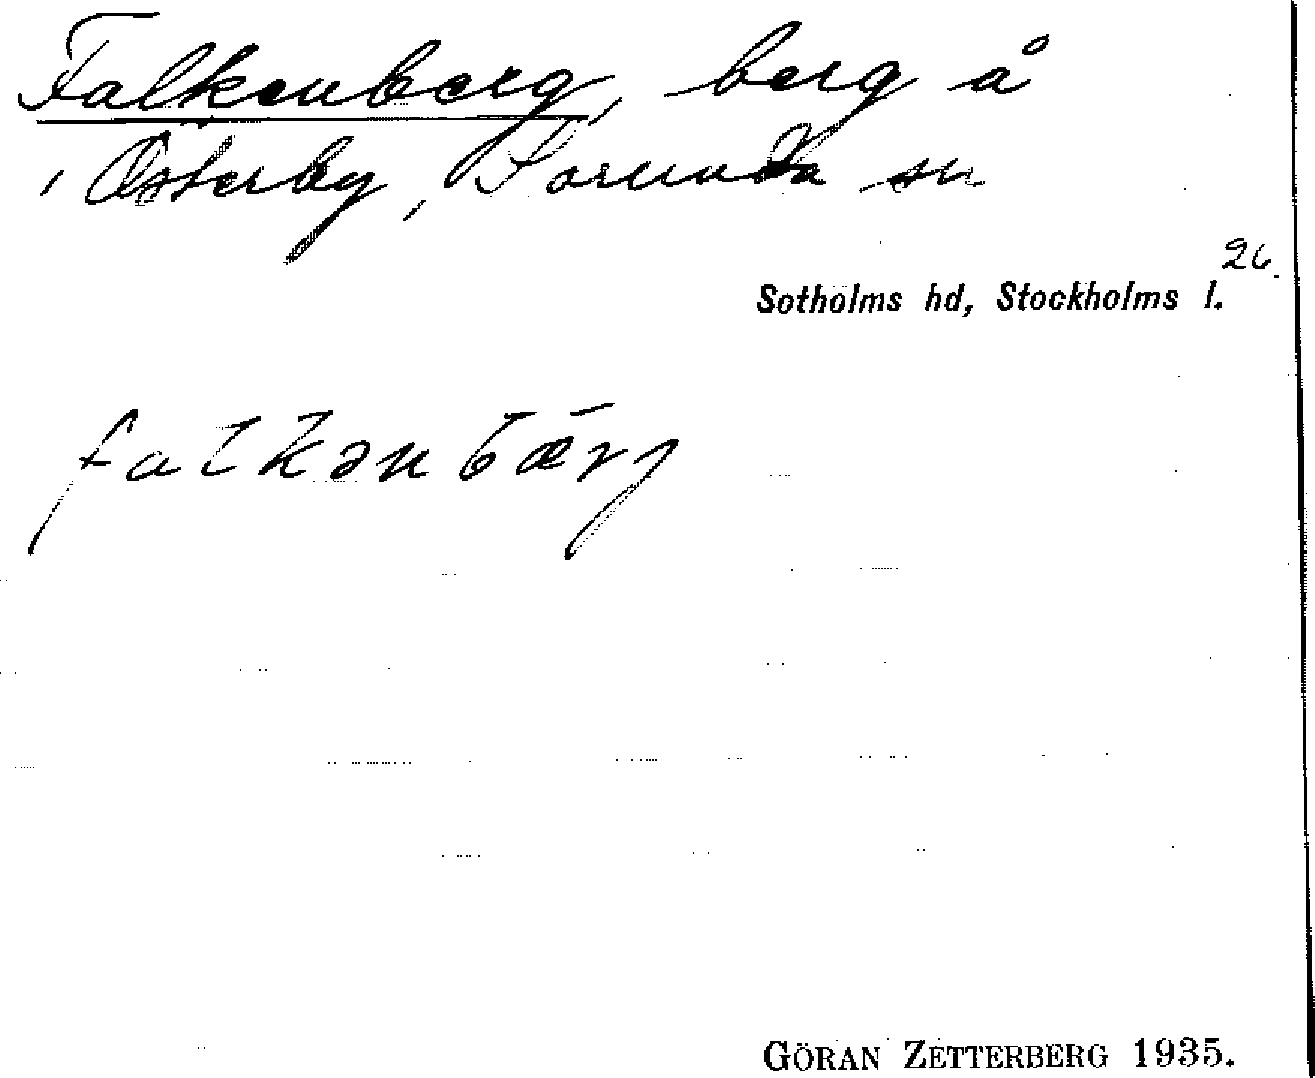 Falkenberg, berg å
, Österby, Sorunda sn
26.
Sotholms hd, Stockholms l.
falkənbærj
GÖRAN ZETTERBERG 1935.